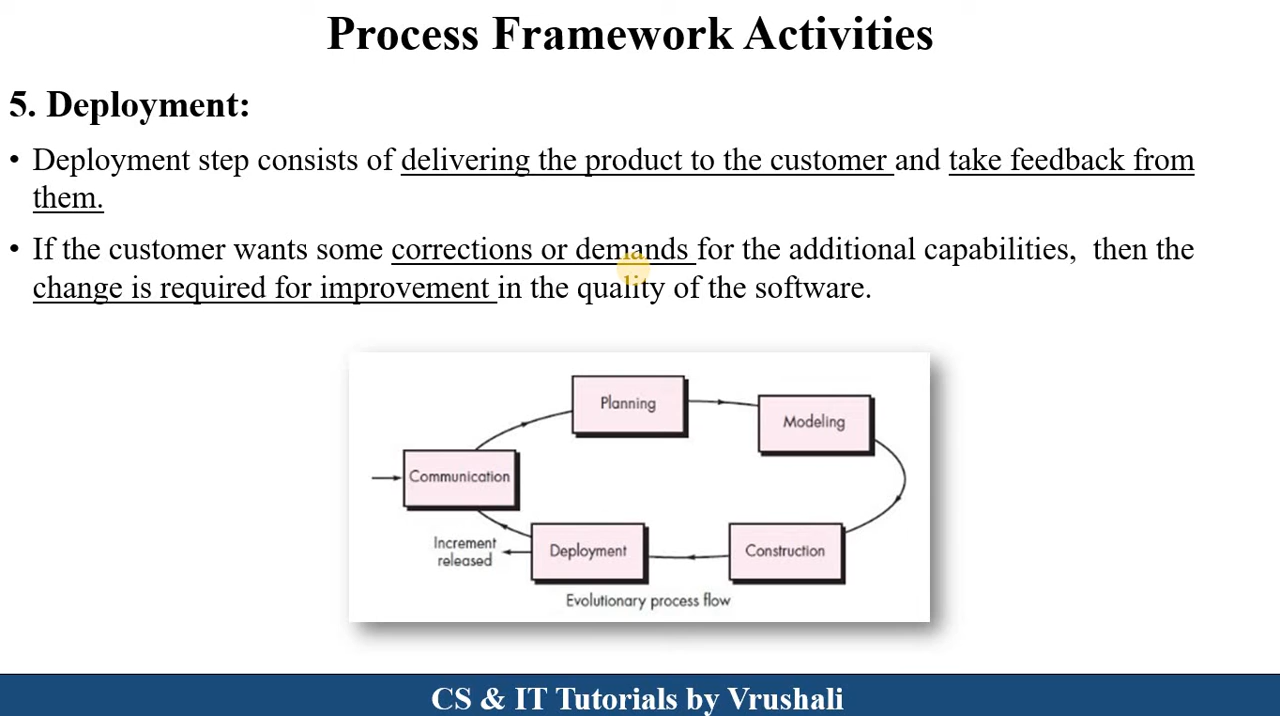 Process Framework Activities
5. Deployment:
• Deployment step consists of delivering the product to the customer and take feedback from
them.
• If the customer wants some corrections or demands for the additional capabilities,  then the
change is required for improvement in the quality of the software.
Planning
Modeling
Communication
Increment
released
Deployment
Construction
Evolutionary process flow
CS & IT Tutorials by Vrushali